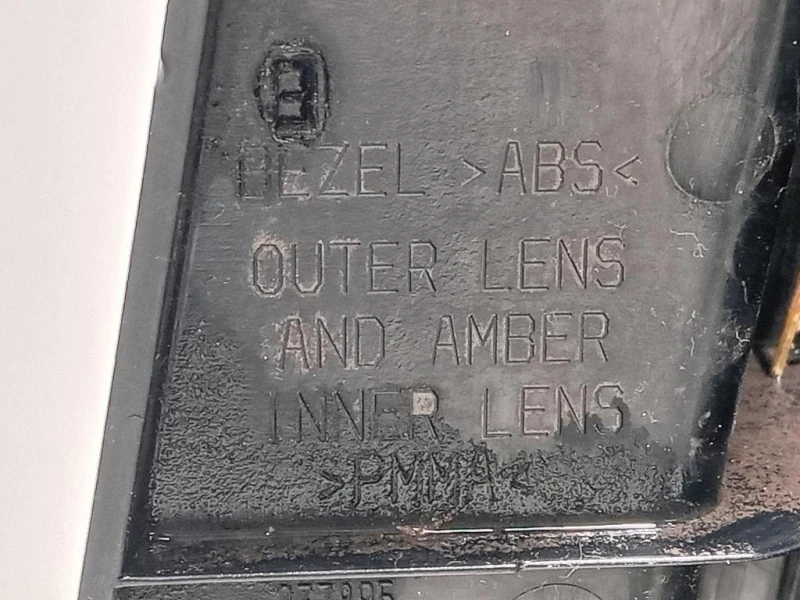 BEZEL >ABS<
OUTER LENS
AND AMBER
INNER LENS
>PMMA<